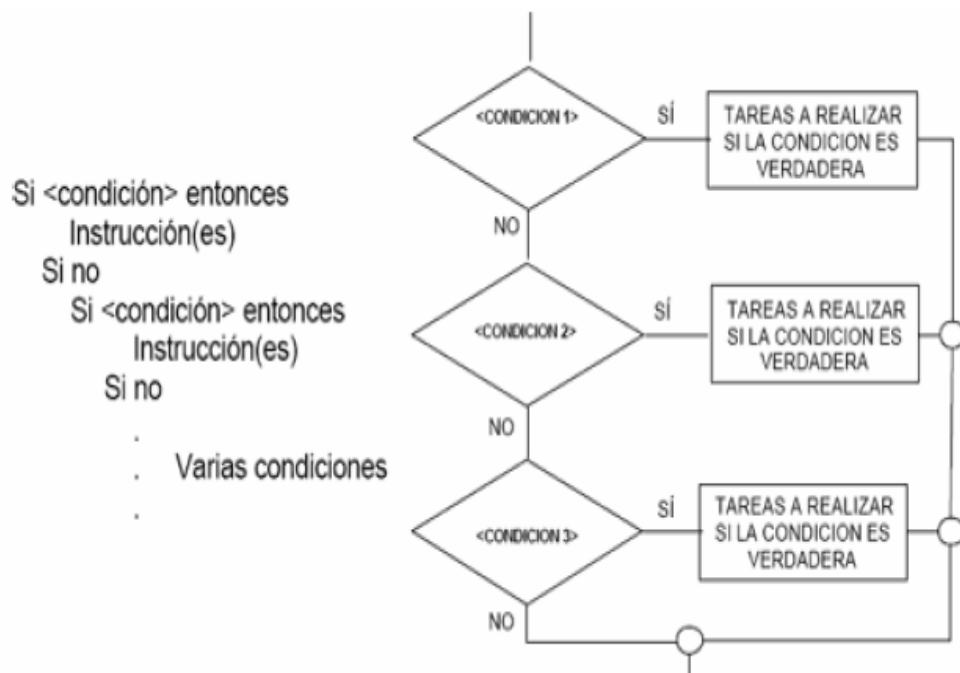 Si <condición> entonces
Instrucción(es)
Si no
Si <condición> entonces
Instrucción(es)
Si no
.
.
Varias condiciones
.
<CONDICION 1>
SÍ
TAREAS A REALIZAR
SI LA CONDICION ES
VERDADERA
NO
<CONDICION 2>
SÍ
TAREAS A REALIZAR
SI LA CONDICION ES
VERDADERA
NO
<CONDICION 3>
SÍ
TAREAS A REALIZAR
SI LA CONDICION ES
VERDADERA
NO